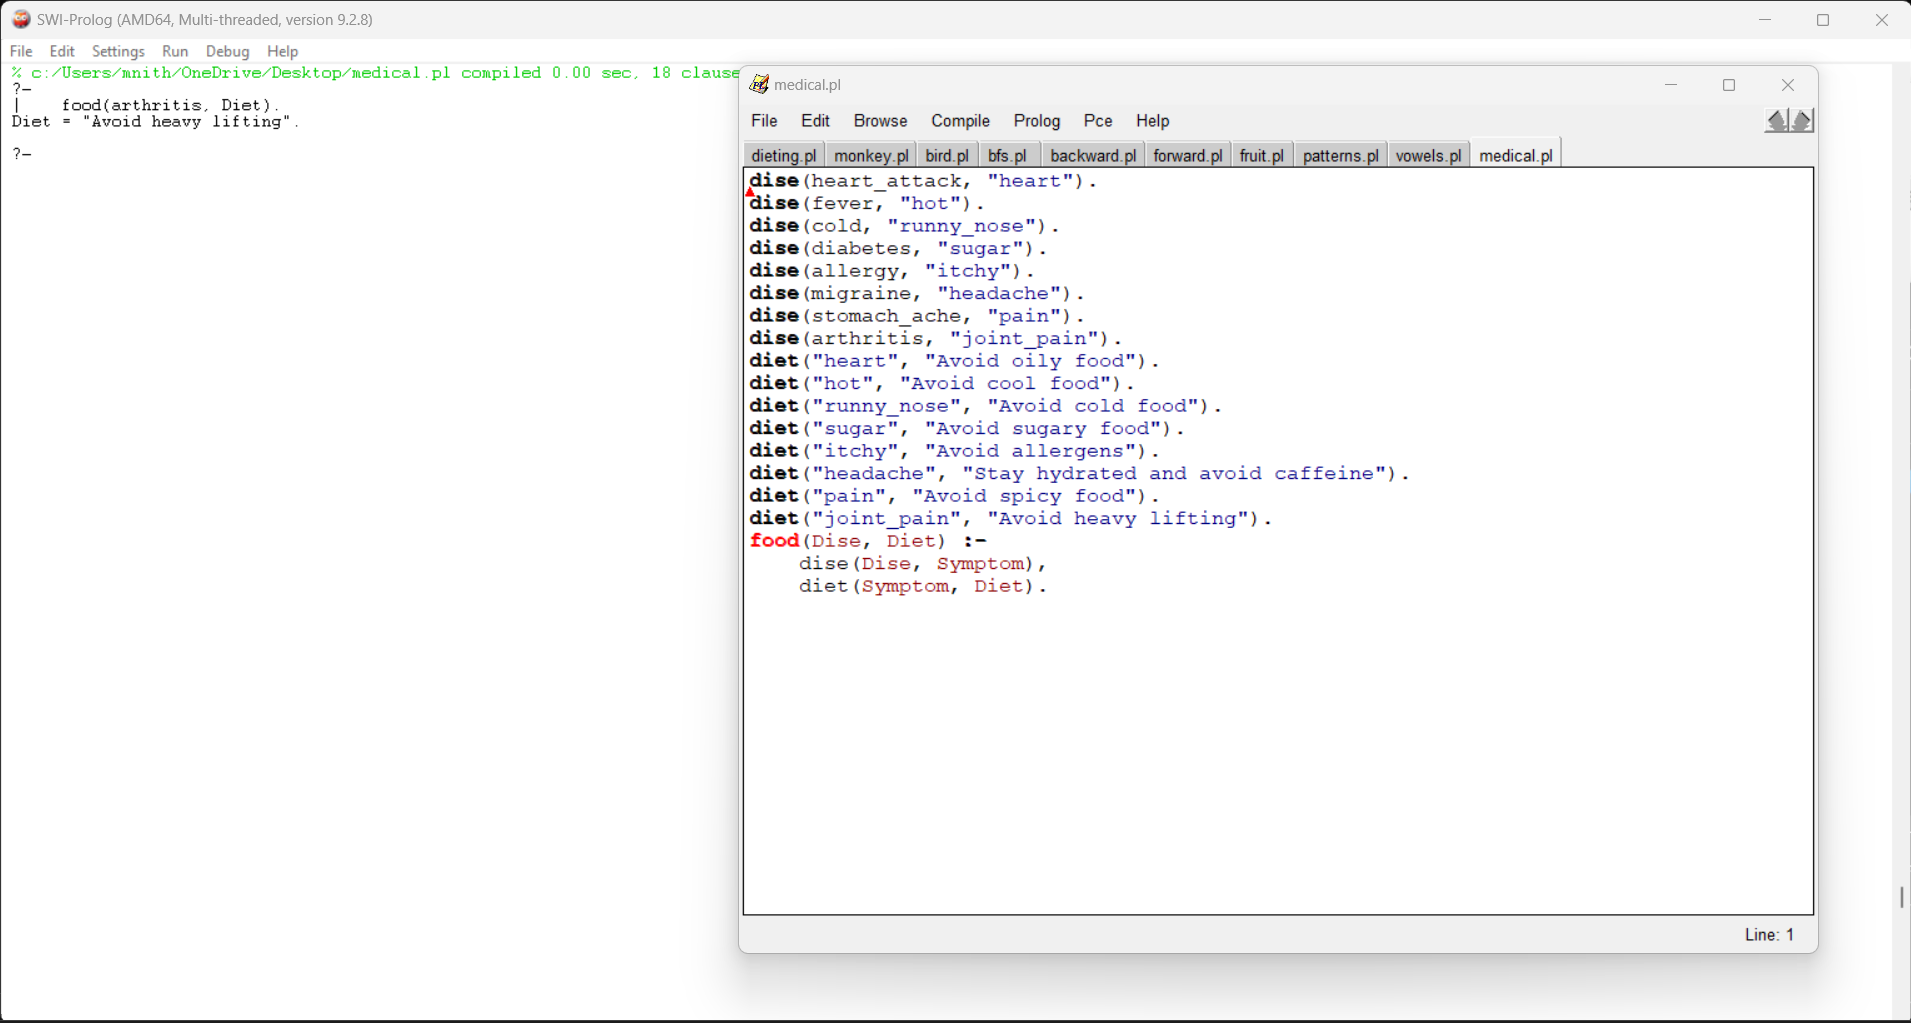 SWI-Prolog (AMD64, Multi-threaded, version 9.2.8)
File Edit Settings Run Debug Help
% c:/Users/mnith/OneDrive/Desktop/medical.pl compiled 0.00 sec, 18 clause
?-
|    food(arthritis, Diet).
Diet = "Avoid heavy lifting".
?-
medical.pl
File Edit Browse Compile Prolog Pce Help
dieting.pl monkey.pl bird.pl bfs.pl backward.pl forward.pl fruit.pl patterns.pl vowels.pl medical.pl
dise(heart_attack, "heart").
dise(fever, "hot").
dise(cold, "runny_nose").
dise(diabetes, "sugar").
dise(allergy, "itchy").
dise(migraine, "headache").
dise(stomach_ache, "pain").
dise(arthritis, "joint_pain").
diet("heart", "Avoid oily food").
diet("hot", "Avoid cool food").
diet("runny_nose", "Avoid cold food").
diet("sugar", "Avoid sugary food").
diet("itchy", "Avoid allergens").
diet("headache", "Stay hydrated and avoid caffeine").
diet("pain", "Avoid spicy food").
diet("joint_pain", "Avoid heavy lifting").
food(Dise, Diet) :-
    dise(Dise, Symptom),
    diet(Symptom, Diet).
Line: 1